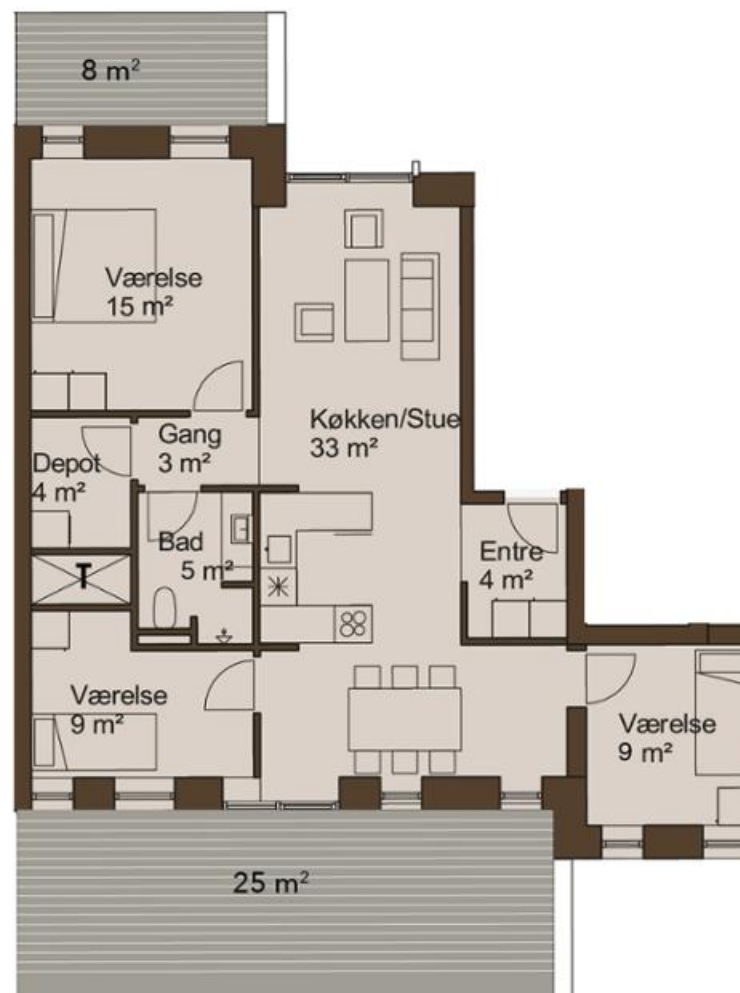 8 m²
Værelse
15 m²
Køkken/Stue
33 m²
Gang
3 m²
Depot
4 m²
Bad
5 m²
Entre
4 m²
T
Værelse
9 m²
Værelse
9 m²
25 m²